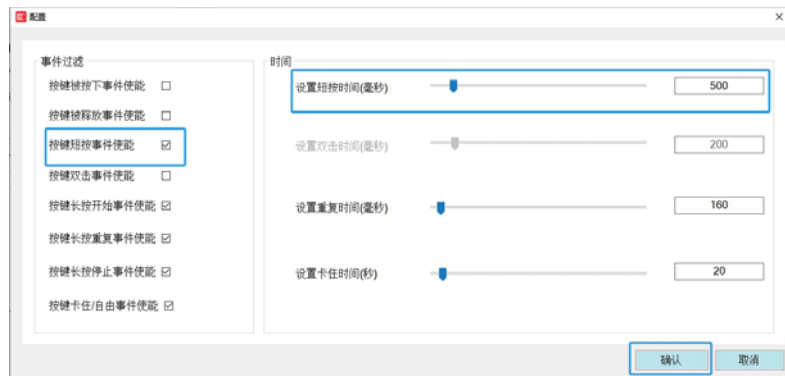 配置
事件过滤
按键被按下事件使能
按键被释放事件使能
按键短按事件使能
按键双击事件使能
按键长按开始事件使能
按键长按重复事件使能
按键长按停止事件使能
按键卡住/自由事件使能
时间
设置短按时间(毫秒) 500
设置双击时间(毫秒) 200
设置重复时间(毫秒) 160
设置卡住时间(秒) 20
确认 取消